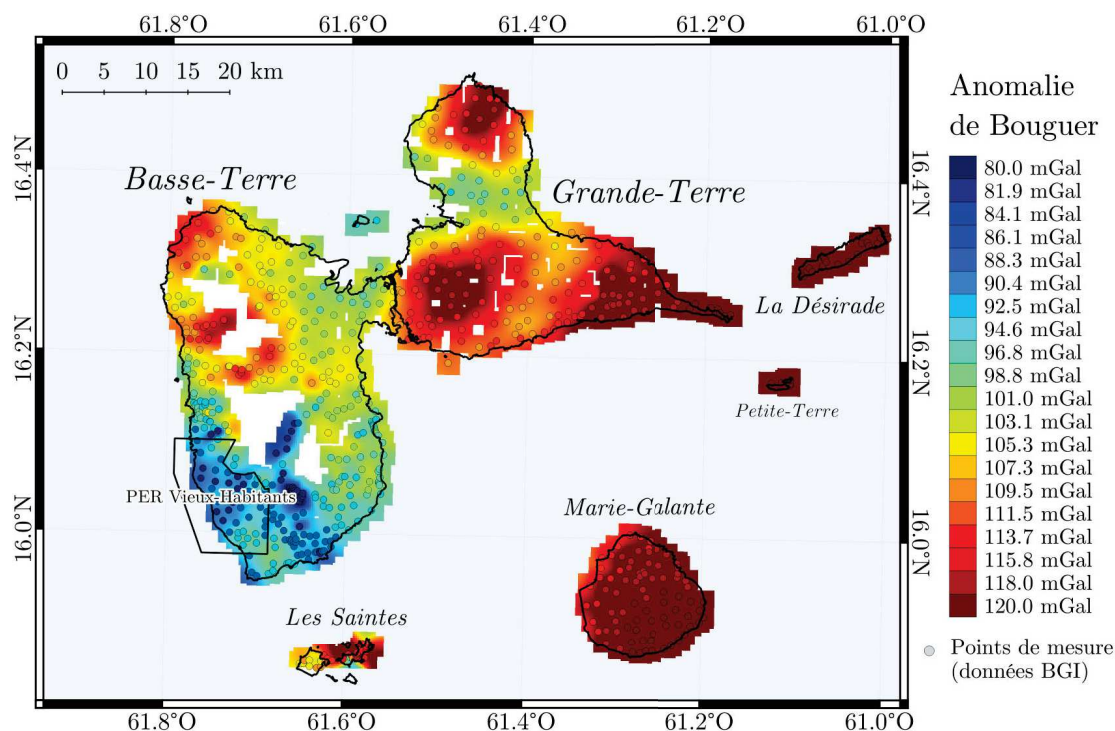 61.8°O 61.6°O 61.4°O 61.2°O 61.0°O
0 5 10 15 20 km
16.4°N
16.2°N
16.0°N
Basse-Terre
Grande-Terre
La Désirade
Petite-Terre
PER Vieux-Habitants
Marie-Galante
Les Saintes
16.4°N
16.2°N
16.0°N
61.8°O 61.6°O 61.4°O 61.2°O 61.0°O
Anomalie
de Bouguer
80.0 mGal
81.9 mGal
84.1 mGal
86.1 mGal
88.3 mGal
90.4 mGal
92.5 mGal
94.6 mGal
96.8 mGal
98.8 mGal
101.0 mGal
103.1 mGal
105.3 mGal
107.3 mGal
109.5 mGal
111.5 mGal
113.7 mGal
115.8 mGal
118.0 mGal
120.0 mGal
Points de mesure
(données BGI)